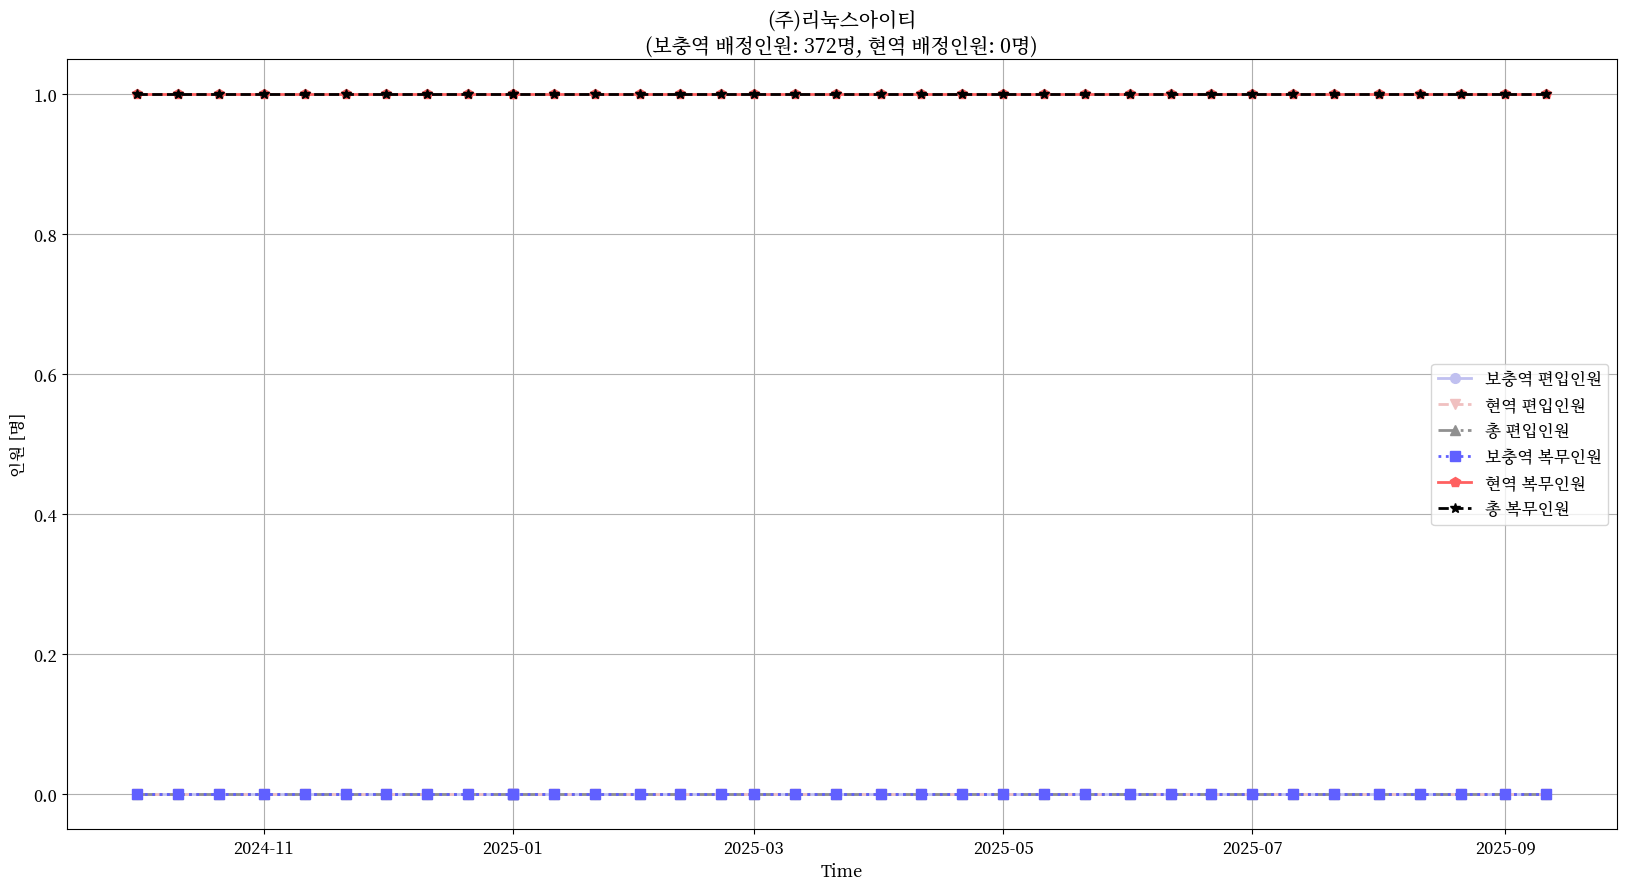 (주)리눅스아이티
(보충역 배정인원: 372명, 현역 배정인원: 0명)
1.0
0.8
0.6
0.4
0.2
0.0
인원 [명]
보충역 편입인원
현역 편입인원
총 편입인원
보충역 복무인원
현역 복무인원
총 복무인원
2024-11
2025-01
2025-03
2025-05
2025-07
2025-09
Time